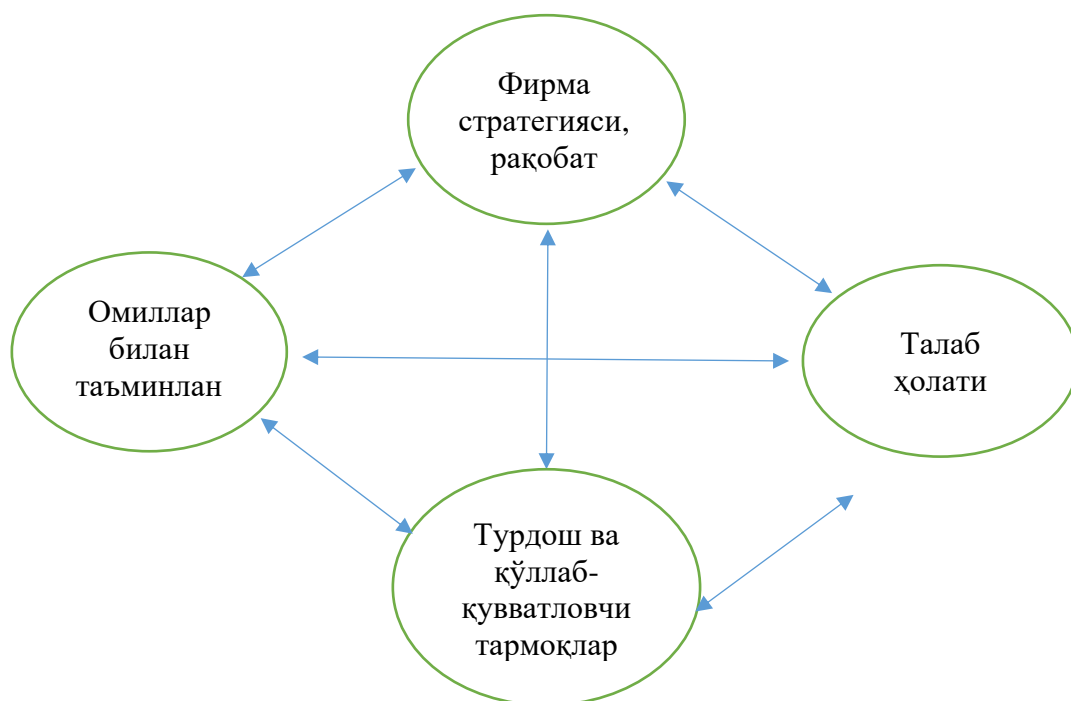 Фирма
стратегияси,
рақобат
Омиллар
билан
таъминлан
Талаб
ҳолати
Турдош ва
қўллаб-
қувватловчи
тармоқлар